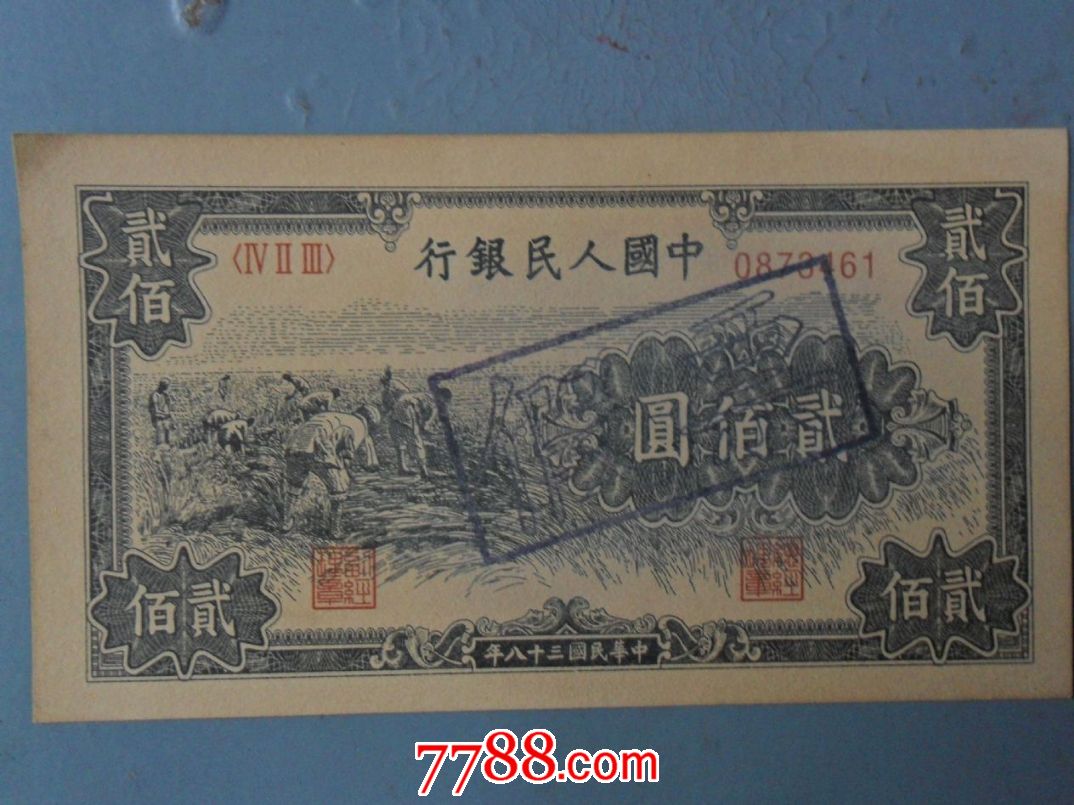 貳佰
〈IV II III〉
中國人民銀行
0873461
貳佰
貳佰圓
貳佰
中華民國三十八年
貳佰
7788.com